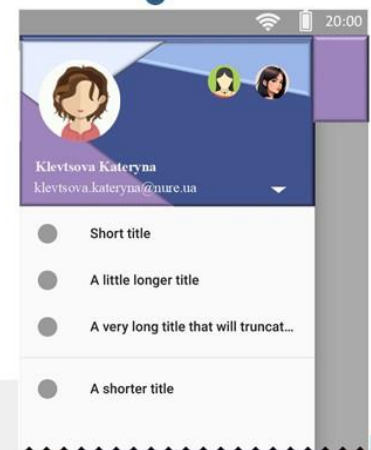 20:00
Klevtsova Kateryna
klevtsova.kateryna@nure.ua
Short title
A little longer title
A very long title that will truncat...
A shorter title